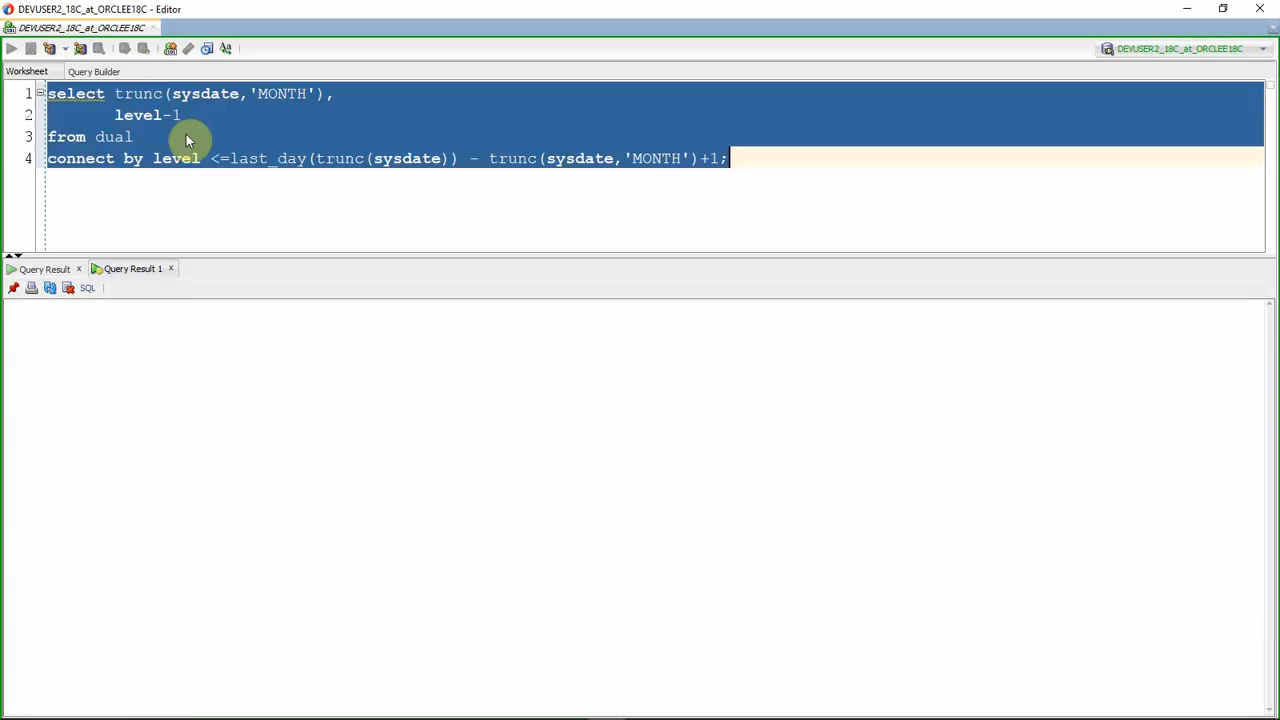 DEVUSER2_18C_at_ORCLEE18C - Editor
DEVUSER2_18C_at_ORCLEE18C
DEVUSER2_18C_at_ORCLEE18C
Worksheet Query Builder
1 select trunc(sysdate,'MONTH'),
2 level-1
3 from dual
4 connect by level <=last_day(trunc(sysdate)) - trunc(sysdate,'MONTH')+1;
Query Result Query Result 1
SQL